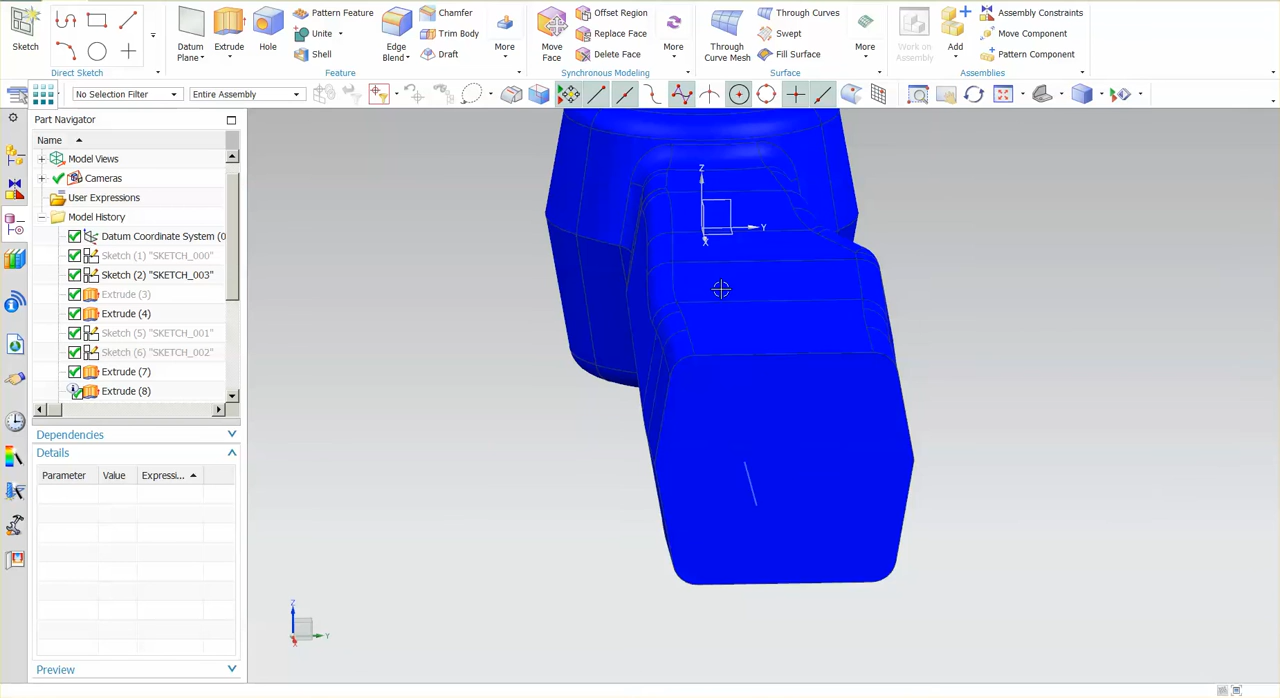 Pattern Feature
Unite
Shell
Chamfer
Trim Body
Draft
Offset Region
Replace Face
Delete Face
Through Curves
Swept
Fill Surface
Assembly Constraints
Move Component
Pattern Component
Sketch
Datum Plane
Extrude
Hole
Edge Blend
More
Move Face
More
Through Curve Mesh
More
Work on Assembly
Add
Direct Sketch
Feature
Synchronous Modeling
Surface
Assemblies
No Selection Filter
Entire Assembly
Part Navigator
Name
Model Views
Cameras
User Expressions
Model History
Datum Coordinate System (0
Sketch (1) "SKETCH_000"
Sketch (2) "SKETCH_003"
Extrude (3)
Extrude (4)
Sketch (5) "SKETCH_001"
Sketch (6) "SKETCH_002"
Extrude (7)
Extrude (8)
Dependencies
Details
Parameter Value Expressi...
Preview
Z
Y
X
Z
Y
X